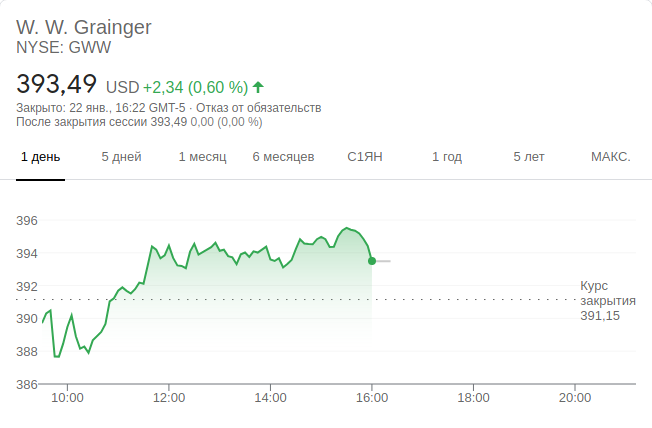 W. W. Grainger
NYSE: GWW
393,49 USD +2,34 (0,60 %)
Закрыто: 22 янв., 16:22 GMT-5 · Отказ от обязательств
После закрытия сессии 393,49 0,00 (0,00 %)
1 день 5 дней 1 месяц 6 месяцев С1ЯН 1 год 5 лет МАКС.
396
394
392
390
388
386
Курс
закрытия
391,15
10:00 12:00 14:00 16:00 18:00 20:00